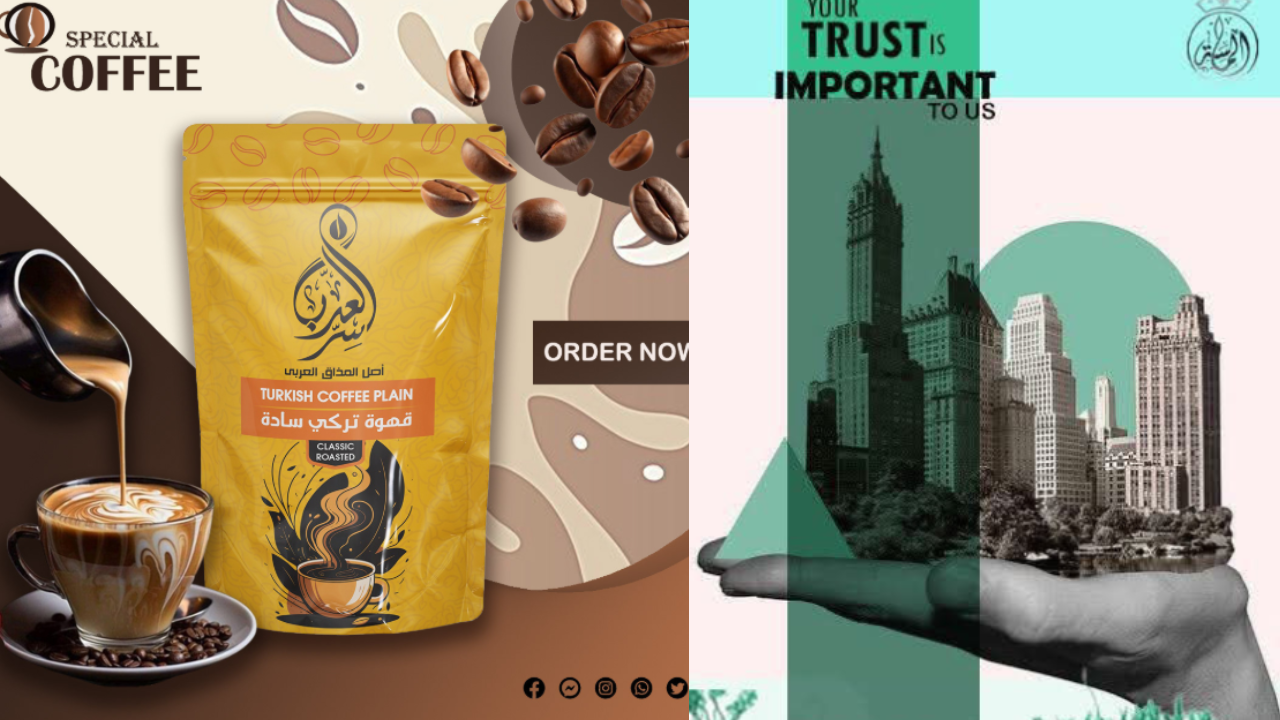 SPECIAL
COFFEE
سر العرب
أصل المذاق العربي
TURKISH COFFEE PLAIN
قهوة تركي سادة
CLASSIC
ROASTED
ORDER NOW
YOUR
TRUST IS
IMPORTANT
TO US